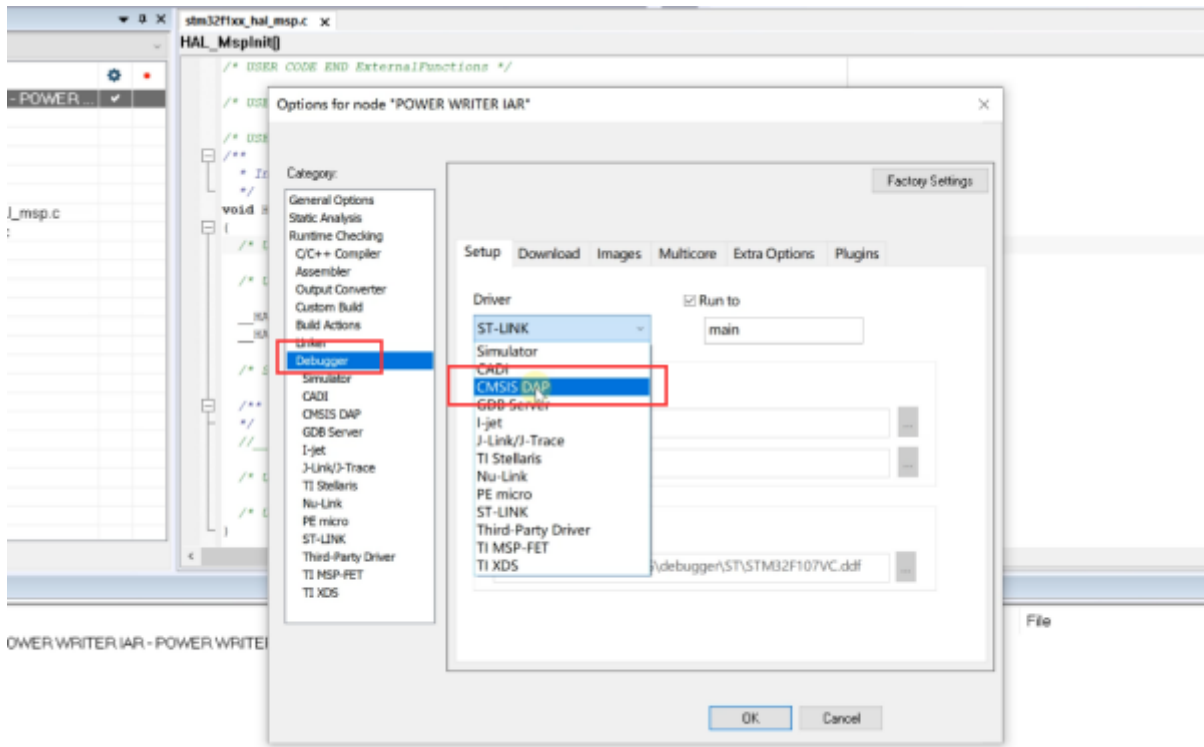 stm32f1xx_hal_msp.c x
HAL_MspInit()
/* USER CODE END ExternalFunctions */
- POWER ...
/* USE
Options for node "POWER WRITER IAR"
/* USE
/**
* In
*/
l_msp.c
void H
{
Category:
General Options
Static Analysis
Runtime Checking
C/C++ Compiler
Assembler
Output Converter
Custom Build
Build Actions
Linker
Debugger
Simulator
CADI
CMSIS DAP
GDB Server
I-jet
J-Link/J-Trace
TI Stellaris
Nu-Link
PE micro
ST-LINK
Third-Party Driver
TI MSP-FET
TI XDS
Factory Settings
Setup Download Images Multicore Extra Options Plugins
Driver
Run to
ST-LINK
main
Simulator
CADI
CMSIS DAP
GDB Server
I-jet
J-Link/J-Trace
TI Stellaris
Nu-Link
PE micro
ST-LINK
Third-Party Driver
TI MSP-FET
TI XDS
\debugger\ST\STM32F107VC.ddf
/**
*/
//
}
OK Cancel
File
OWER WRITER IAR - POWER WRITE